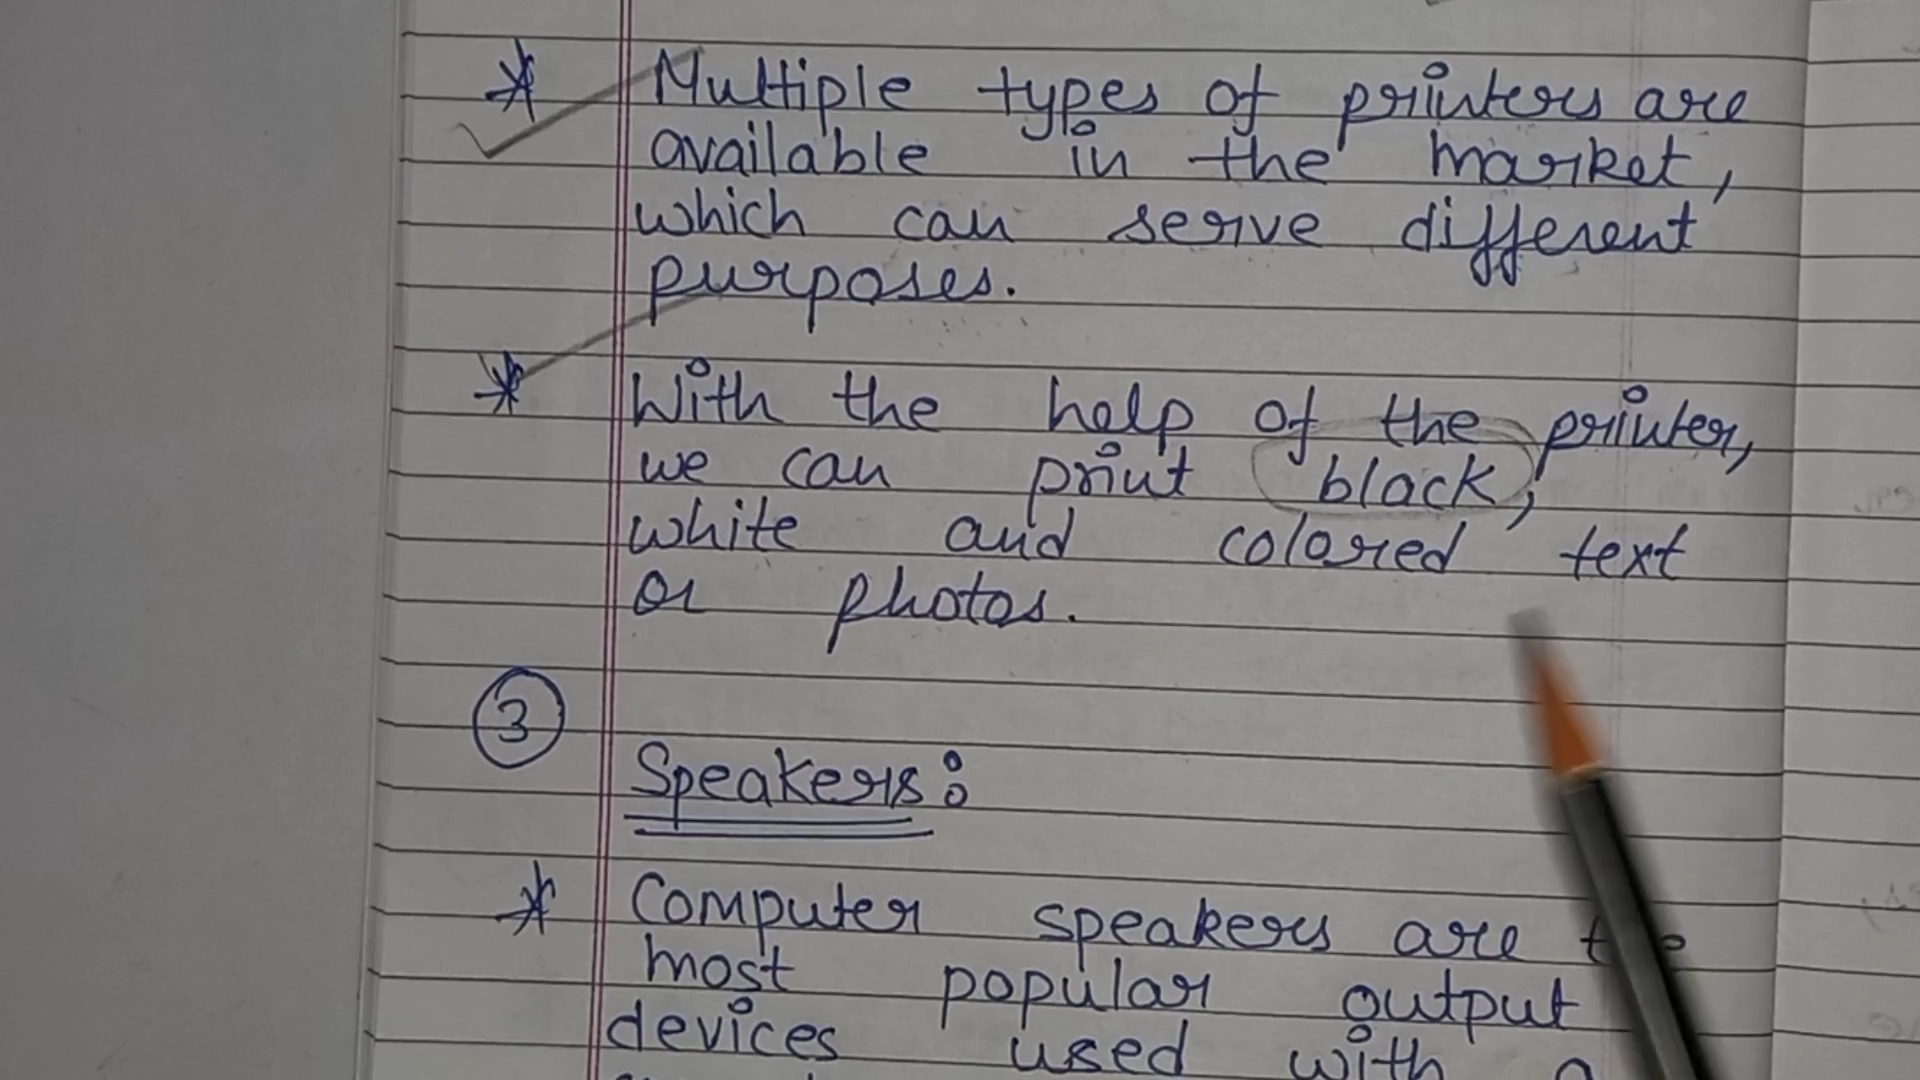 * Multiple types of printers are
available in the market,
which can serve different
purposes.
* With the help of the printer,
we can print black,
white and colored text
or photos.
3
Speakers:
* Computer speakers are
most popular output
devices used with